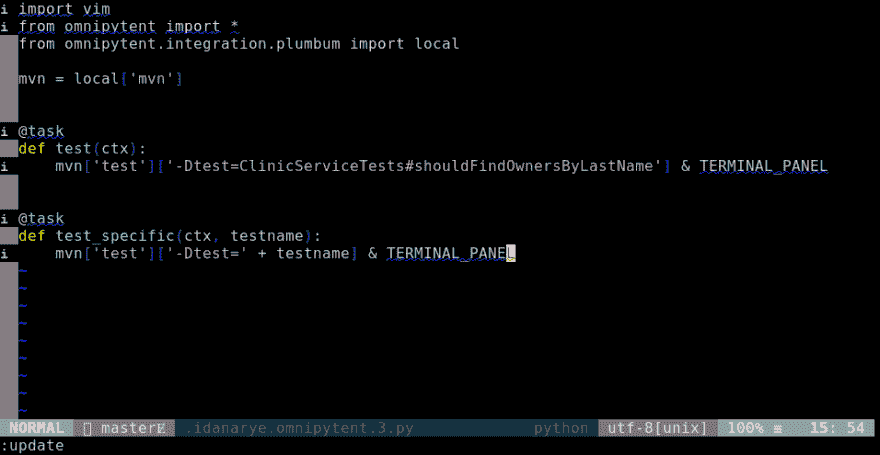 i import vim
i from omnipytent import *
from omnipytent.integration.plumbum import local
mvn = local['mvn']
i @task
def test(ctx):
i     mvn['test']['-Dtest=ClinicServiceTests#shouldFindOwnersByLastName'] & TERMINAL_PANEL
i @task
def test_specific(ctx, testname):
i     mvn['test']['-Dtest=' + testname] & TERMINAL_PANEL
~
~
~
~
~
~
~
~
~
NORMAL master .idanarye.omnipytent.3.py python utf-8[unix] 100% ≡ 15: 54
:update